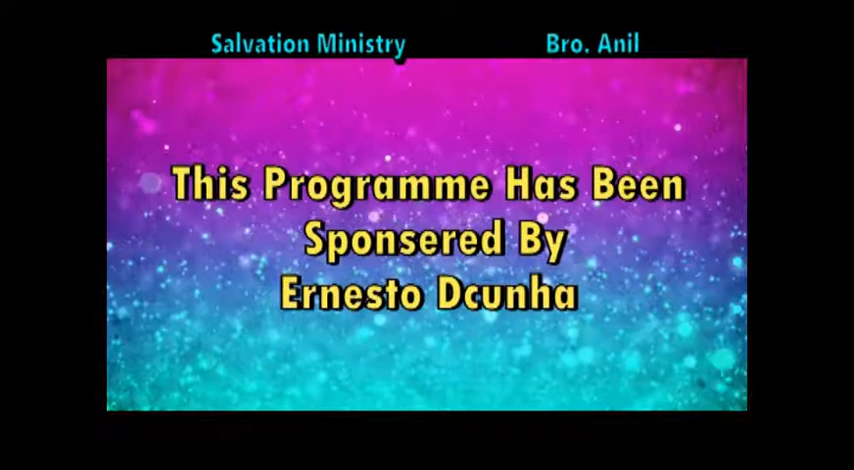 Salvation Ministry Bro. Anil
This Programme Has Been
Sponsered By
Ernesto Dcunha